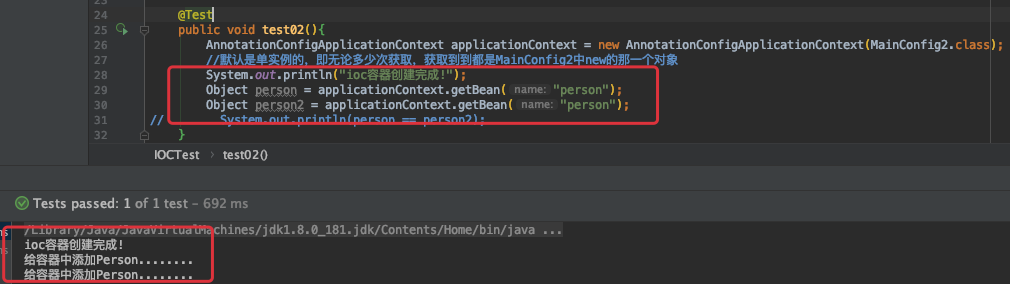 24 @Test
25 public void test02(){
26 AnnotationConfigApplicationContext applicationContext = new AnnotationConfigApplicationContext(MainConfig2.class);
27 //默认是单实例的，即无论多少次获取，获取到到都是MainConfig2中new的那一个对象
28 System.out.println("ioc容器创建完成!");
29 Object person = applicationContext.getBean( name: "person");
30 Object person2 = applicationContext.getBean( name: "person");
31 // System.out.println(person == person2);
32 }
IOCTest › test02()
Tests passed: 1 of 1 test – 692 ms
ms /Library/Java/JavaVirtualMachines/jdk1.8.0_181.jdk/Contents/Home/bin/java ...
ms ioc容器创建完成!
给容器中添加Person........
给容器中添加Person........